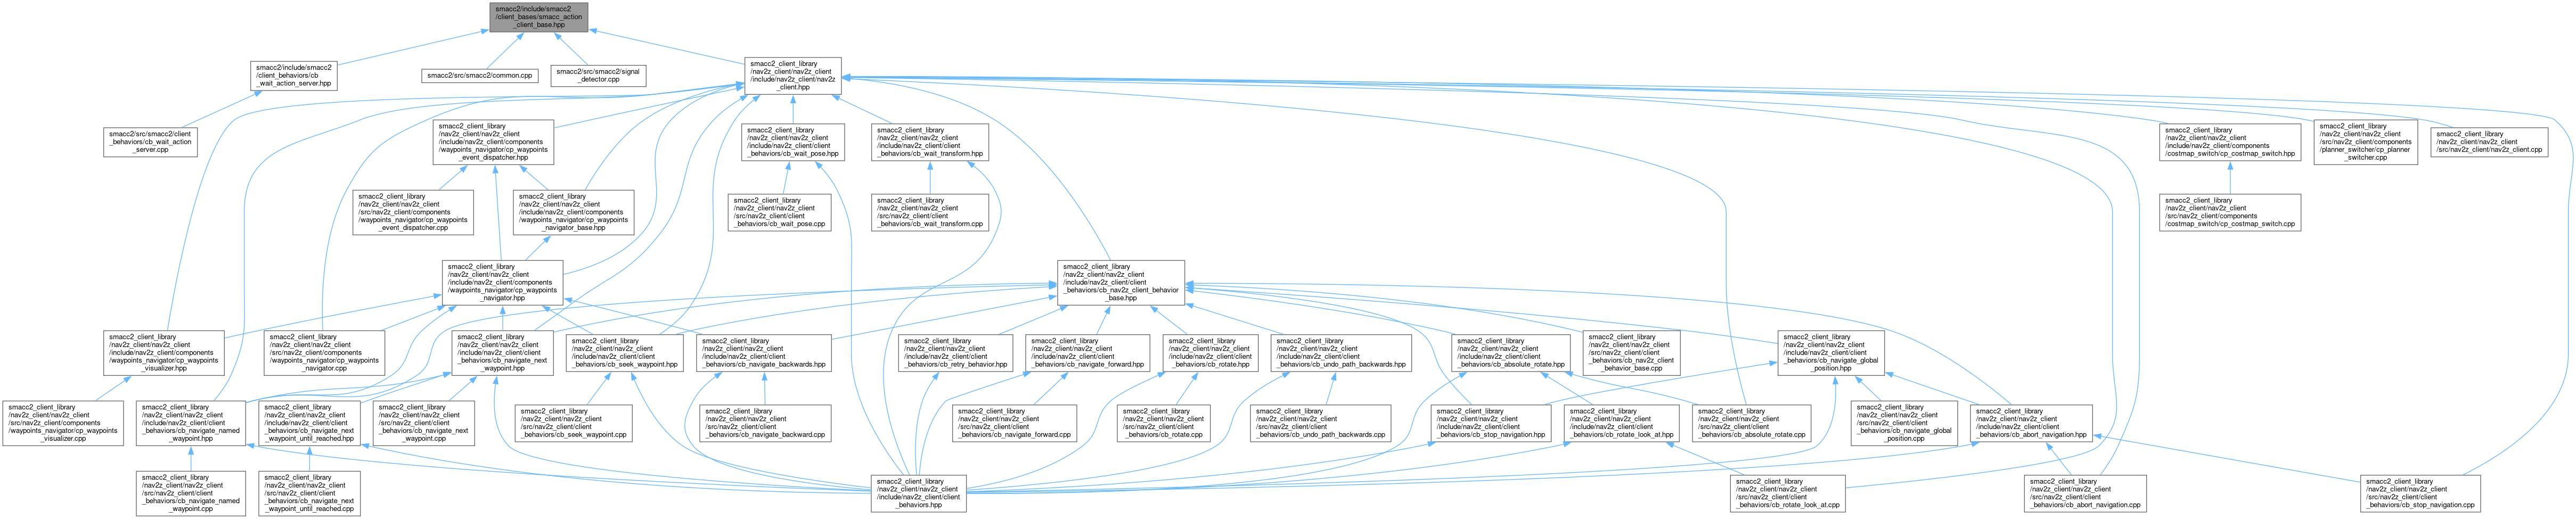 smacc2/include/smacc2
/client_bases/smacc_action
_client_base.hpp
smacc2/include/smacc2
/client_behaviors/cb
_wait_action_server.hpp
smacc2/src/smacc2/common.cpp
smacc2/src/smacc2/signal
_detector.cpp
smacc2_client_library
/nav2z_client/nav2z_client
/include/nav2z_client/nav2z
_client.hpp
smacc2/src/smacc2/client
_behaviors/cb_wait_action
_server.cpp
smacc2_client_library
/nav2z_client/nav2z_client
/include/nav2z_client/components
/waypoints_navigator/cp_waypoints
_event_dispatcher.hpp
smacc2_client_library
/nav2z_client/nav2z_client
/include/nav2z_client/client
_behaviors/cb_wait_pose.hpp
smacc2_client_library
/nav2z_client/nav2z_client
/include/nav2z_client/client
_behaviors/cb_wait_transform.hpp
smacc2_client_library
/nav2z_client/nav2z_client
/include/nav2z_client/components
/costmap_switch/cp_costmap_switch.hpp
smacc2_client_library
/nav2z_client/nav2z_client
/src/nav2z_client/components
/planner_switcher/cp_planner
_switcher.cpp
smacc2_client_library
/nav2z_client/nav2z_client
/src/nav2z_client/nav2z_client.cpp
smacc2_client_library
/nav2z_client/nav2z_client
/src/nav2z_client/components
/waypoints_navigator/cp_waypoints
_event_dispatcher.cpp
smacc2_client_library
/nav2z_client/nav2z_client
/include/nav2z_client/components
/waypoints_navigator/cp_waypoints
_navigator_base.hpp
smacc2_client_library
/nav2z_client/nav2z_client
/src/nav2z_client/client
_behaviors/cb_wait_pose.cpp
smacc2_client_library
/nav2z_client/nav2z_client
/src/nav2z_client/client
_behaviors/cb_wait_transform.cpp
smacc2_client_library
/nav2z_client/nav2z_client
/src/nav2z_client/components
/costmap_switch/cp_costmap_switch.cpp
smacc2_client_library
/nav2z_client/nav2z_client
/include/nav2z_client/components
/waypoints_navigator/cp_waypoints
_navigator.hpp
smacc2_client_library
/nav2z_client/nav2z_client
/include/nav2z_client/client
_behaviors/cb_nav2z_client_behavior
_base.hpp
smacc2_client_library
/nav2z_client/nav2z_client
/include/nav2z_client/components
/waypoints_navigator/cp_waypoints
_visualizer.hpp
smacc2_client_library
/nav2z_client/nav2z_client
/src/nav2z_client/components
/waypoints_navigator/cp_waypoints
_navigator.cpp
smacc2_client_library
/nav2z_client/nav2z_client
/include/nav2z_client/client
_behaviors/cb_navigate_next
_waypoint.hpp
smacc2_client_library
/nav2z_client/nav2z_client
/include/nav2z_client/client
_behaviors/cb_seek_waypoint.hpp
smacc2_client_library
/nav2z_client/nav2z_client
/include/nav2z_client/client
_behaviors/cb_navigate_backwards.hpp
smacc2_client_library
/nav2z_client/nav2z_client
/include/nav2z_client/client
_behaviors/cb_retry_behavior.hpp
smacc2_client_library
/nav2z_client/nav2z_client
/include/nav2z_client/client
_behaviors/cb_navigate_forward.hpp
smacc2_client_library
/nav2z_client/nav2z_client
/include/nav2z_client/client
_behaviors/cb_rotate.hpp
smacc2_client_library
/nav2z_client/nav2z_client
/include/nav2z_client/client
_behaviors/cb_undo_path_backwards.hpp
smacc2_client_library
/nav2z_client/nav2z_client
/include/nav2z_client/client
_behaviors/cb_absolute_rotate.hpp
smacc2_client_library
/nav2z_client/nav2z_client
/src/nav2z_client/client
_behaviors/cb_nav2z_client
_behavior_base.cpp
smacc2_client_library
/nav2z_client/nav2z_client
/include/nav2z_client/client
_behaviors/cb_navigate_global
_position.hpp
smacc2_client_library
/nav2z_client/nav2z_client
/src/nav2z_client/components
/waypoints_navigator/cp_waypoints
_visualizer.cpp
smacc2_client_library
/nav2z_client/nav2z_client
/include/nav2z_client/client
_behaviors/cb_navigate_named
_waypoint.hpp
smacc2_client_library
/nav2z_client/nav2z_client
/include/nav2z_client/client
_behaviors/cb_navigate_next
_waypoint_until_reached.hpp
smacc2_client_library
/nav2z_client/nav2z_client
/src/nav2z_client/client
_behaviors/cb_navigate_next
_waypoint.cpp
smacc2_client_library
/nav2z_client/nav2z_client
/src/nav2z_client/client
_behaviors/cb_seek_waypoint.cpp
smacc2_client_library
/nav2z_client/nav2z_client
/src/nav2z_client/client
_behaviors/cb_navigate_backward.cpp
smacc2_client_library
/nav2z_client/nav2z_client
/src/nav2z_client/client
_behaviors/cb_navigate_forward.cpp
smacc2_client_library
/nav2z_client/nav2z_client
/src/nav2z_client/client
_behaviors/cb_rotate.cpp
smacc2_client_library
/nav2z_client/nav2z_client
/src/nav2z_client/client
_behaviors/cb_undo_path_backwards.cpp
smacc2_client_library
/nav2z_client/nav2z_client
/include/nav2z_client/client
_behaviors/cb_stop_navigation.hpp
smacc2_client_library
/nav2z_client/nav2z_client
/include/nav2z_client/client
_behaviors/cb_rotate_look_at.hpp
smacc2_client_library
/nav2z_client/nav2z_client
/src/nav2z_client/client
_behaviors/cb_absolute_rotate.cpp
smacc2_client_library
/nav2z_client/nav2z_client
/src/nav2z_client/client
_behaviors/cb_navigate_global
_position.cpp
smacc2_client_library
/nav2z_client/nav2z_client
/include/nav2z_client/client
_behaviors/cb_abort_navigation.hpp
smacc2_client_library
/nav2z_client/nav2z_client
/src/nav2z_client/client
_behaviors/cb_navigate_named
_waypoint.cpp
smacc2_client_library
/nav2z_client/nav2z_client
/src/nav2z_client/client
_behaviors/cb_navigate_next
_waypoint_until_reached.cpp
smacc2_client_library
/nav2z_client/nav2z_client
/include/nav2z_client/client
_behaviors.hpp
smacc2_client_library
/nav2z_client/nav2z_client
/src/nav2z_client/client
_behaviors/cb_rotate_look_at.cpp
smacc2_client_library
/nav2z_client/nav2z_client
/src/nav2z_client/client
_behaviors/cb_abort_navigation.cpp
smacc2_client_library
/nav2z_client/nav2z_client
/src/nav2z_client/client
_behaviors/cb_stop_navigation.cpp